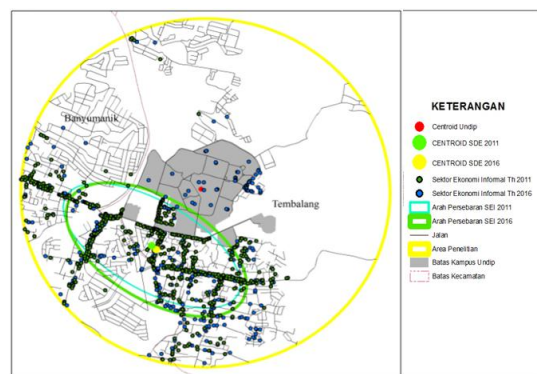 Banyumanik
Tembalang
KETERANGAN
Centroid Undip
CENTROID SDE 2011
CENTROID SDE 2016
Sektor Ekonomi Informal Th 2011
Sektor Ekonomi Informal Th 2016
Arah Persebaran SEI 2011
Arah Persebaran SEI 2016
Jalan
Area Penelitian
Batas Kampus Undip
Batas Kecamatan